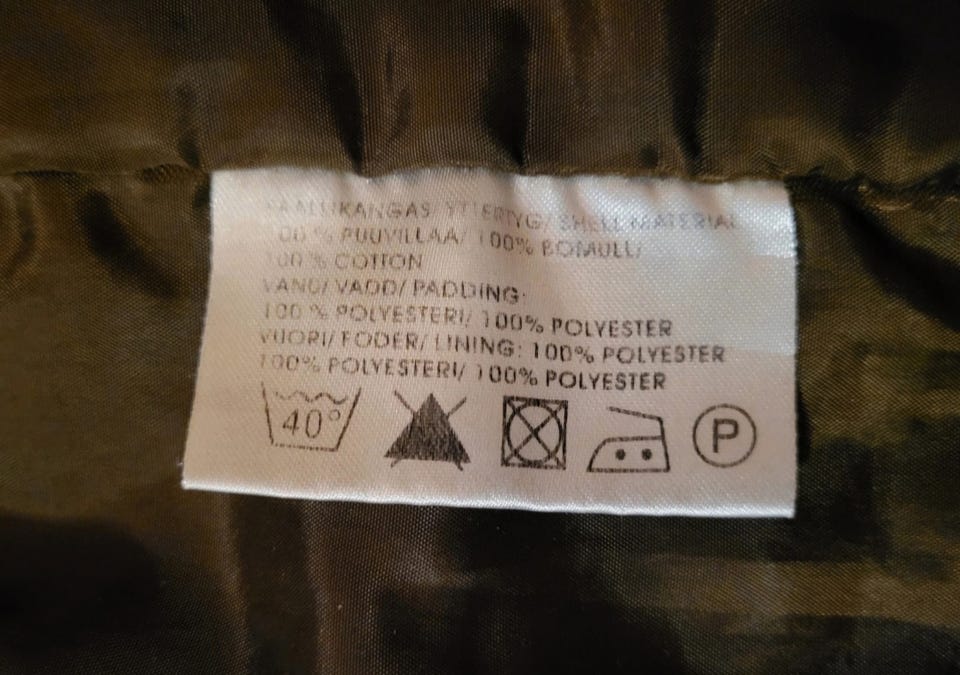 PÄÄLLIKANGAS/YTTERTYG/SHELL MATERIAL
100 % PUUVILLAA/ 100% BOMULL/
100 % COTTON
VANU/ VADD/ PADDING:
100 % POLYESTERI/ 100% POLYESTER
VUORI/ FODER/ LINING: 100% POLYESTER
100% POLYESTERI/ 100% POLYESTER
40° P